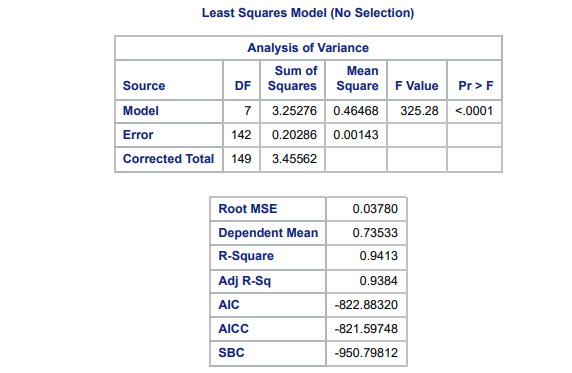 Least Squares Model (No Selection)
Analysis of Variance
Source DF Sum of Squares Mean Square F Value Pr > F
Model 7 3.25276 0.46468 325.28 <.0001
Error 142 0.20286 0.00143
Corrected Total 149 3.45562
Root MSE 0.03780
Dependent Mean 0.73533
R-Square 0.9413
Adj R-Sq 0.9384
AIC -822.88320
AICC -821.59748
SBC -950.79812